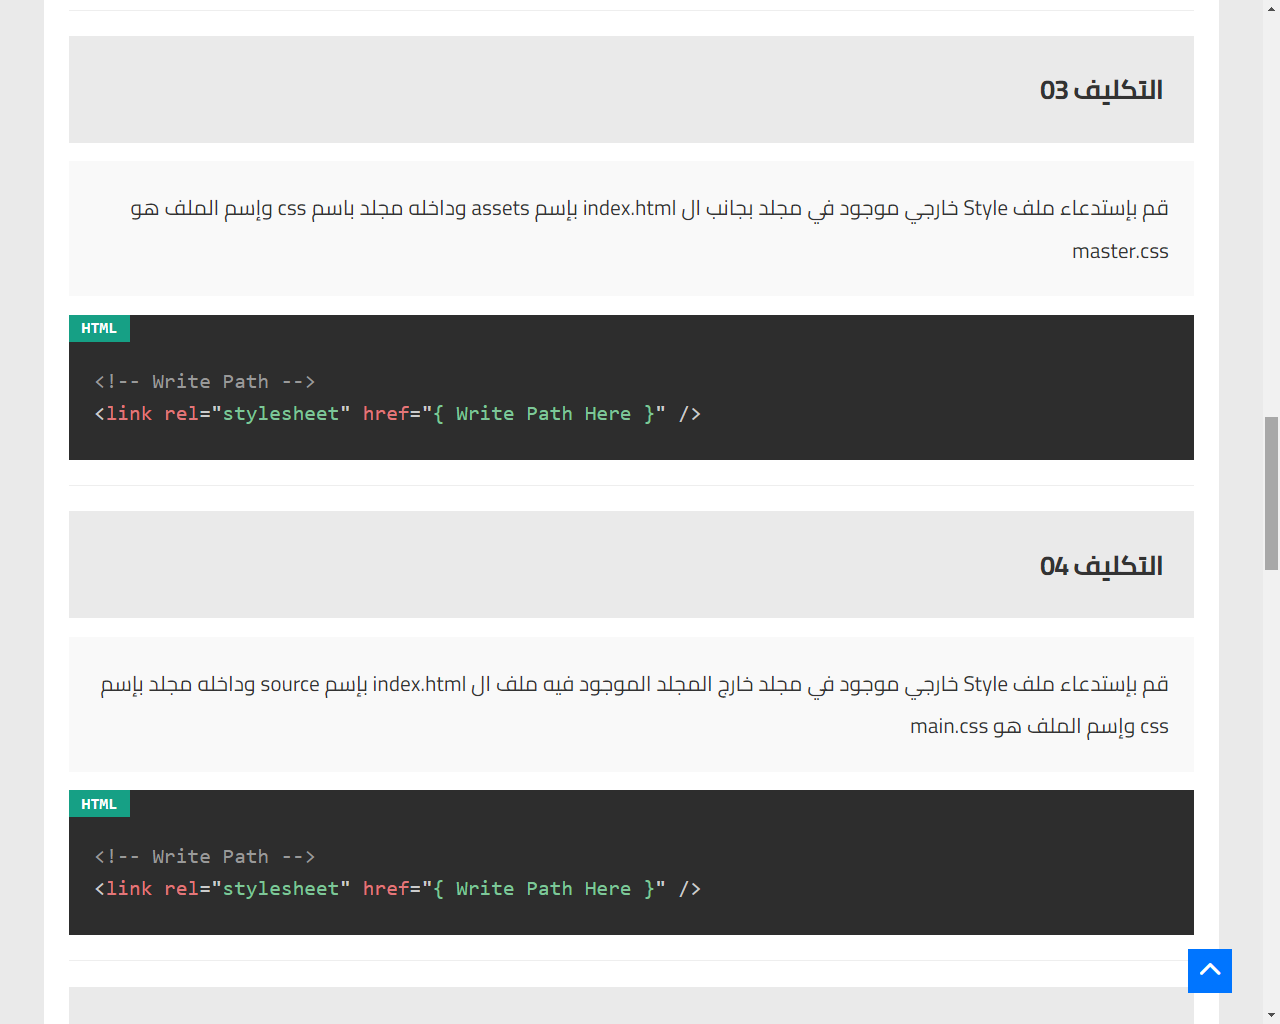 التكليف 03
قم بإستدعاء ملف Style خارجي موجود في مجلد بجانب ال index.html بإسم assets وداخله مجلد باسم css وإسم الملف هو
master.css
HTML
<!-- Write Path -->
<link rel="stylesheet" href="{ Write Path Here }" />
التكليف 04
قم بإستدعاء ملف Style خارجي موجود في مجلد خارج المجلد الموجود فيه ملف ال index.html بإسم source وداخله مجلد بإسم
css وإسم الملف هو main.css
HTML
<!-- Write Path -->
<link rel="stylesheet" href="{ Write Path Here }" />